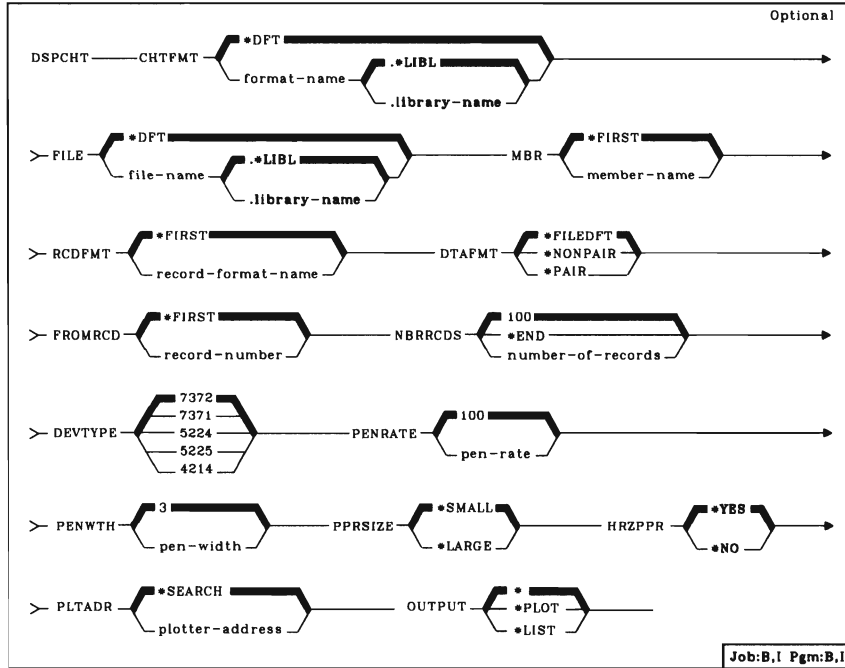 Optional
DSPCHT CHTFMT *DFT
format-name .*LIBL
.library-name
FILE *DFT MBR *FIRST
file-name .*LIBL member-name
.library-name
RCDFMT *FIRST DTAFMT *FILEDFT
*NONPAIR
record-format-name *PAIR
FROMRCD *FIRST NBRRCDS 100
*END
record-number number-of-records
DEVTYPE 7372 PENRATE 100
7371
5224 pen-rate
5225
4214
PENWTH 3 PPRSIZE *SMALL HRZPPR *YES
pen-width *LARGE *NO
PLTADR *SEARCH OUTPUT *
*PLOT
plotter-address *LIST
Job:B,I Pgm:B,I